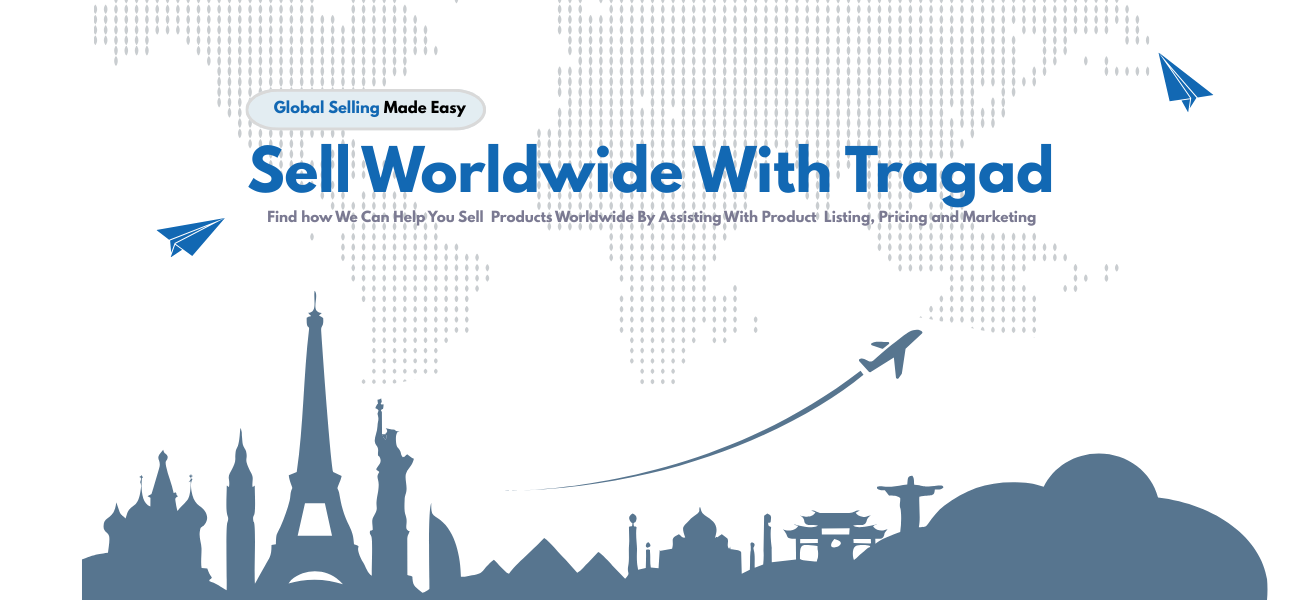 Global Selling Made Easy
Sell Worldwide With Tragad
Find how We Can Help You Sell Products Worldwide By Assisting With Product Listing, Pricing and Marketing